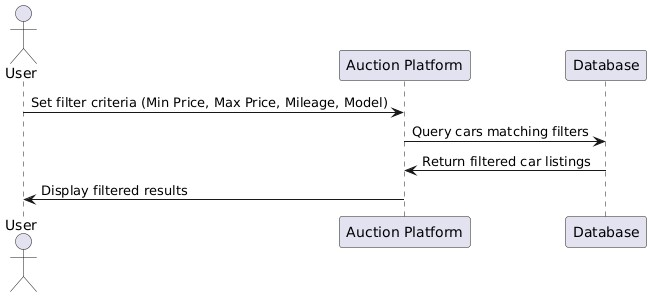 User
Auction Platform
Database
Set filter criteria (Min Price, Max Price, Mileage, Model)
Query cars matching filters
Return filtered car listings
Display filtered results
User
Auction Platform
Database